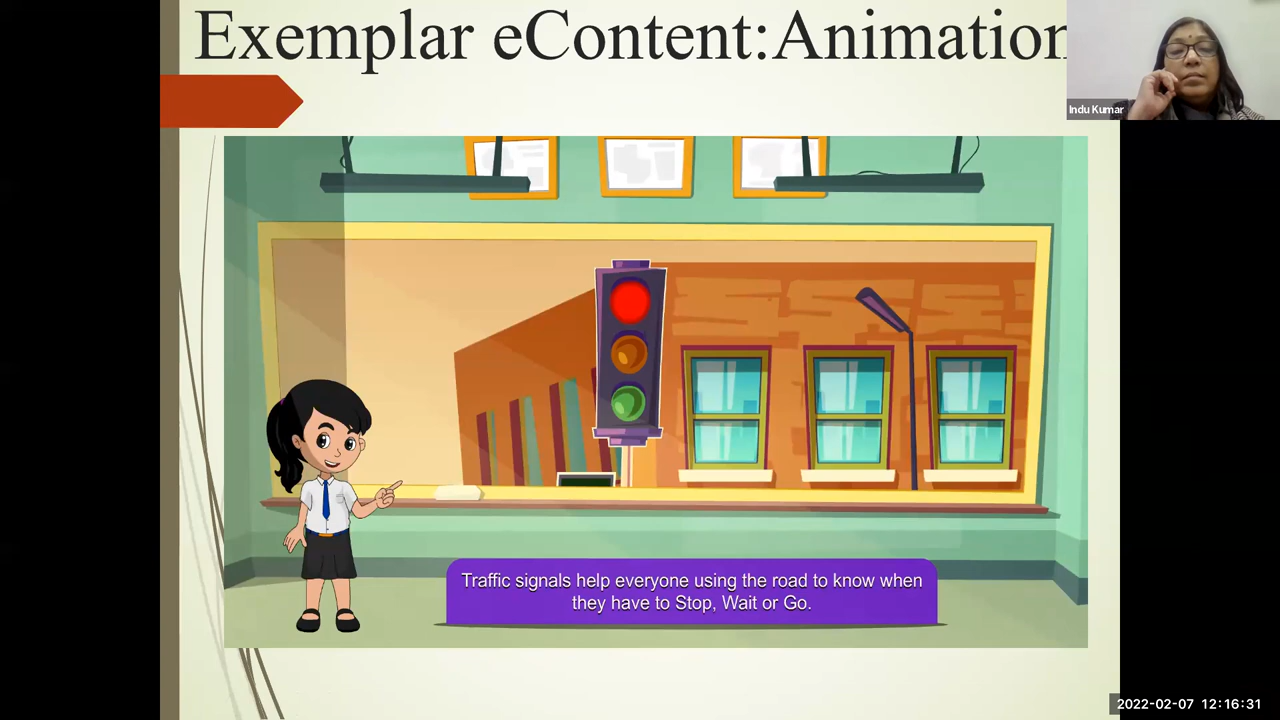 Exemplar eContent:Animation
Indu Kumar
Traffic signals help everyone using the road to know when
they have to Stop, Wait or Go.
2022-02-07 12:16:31